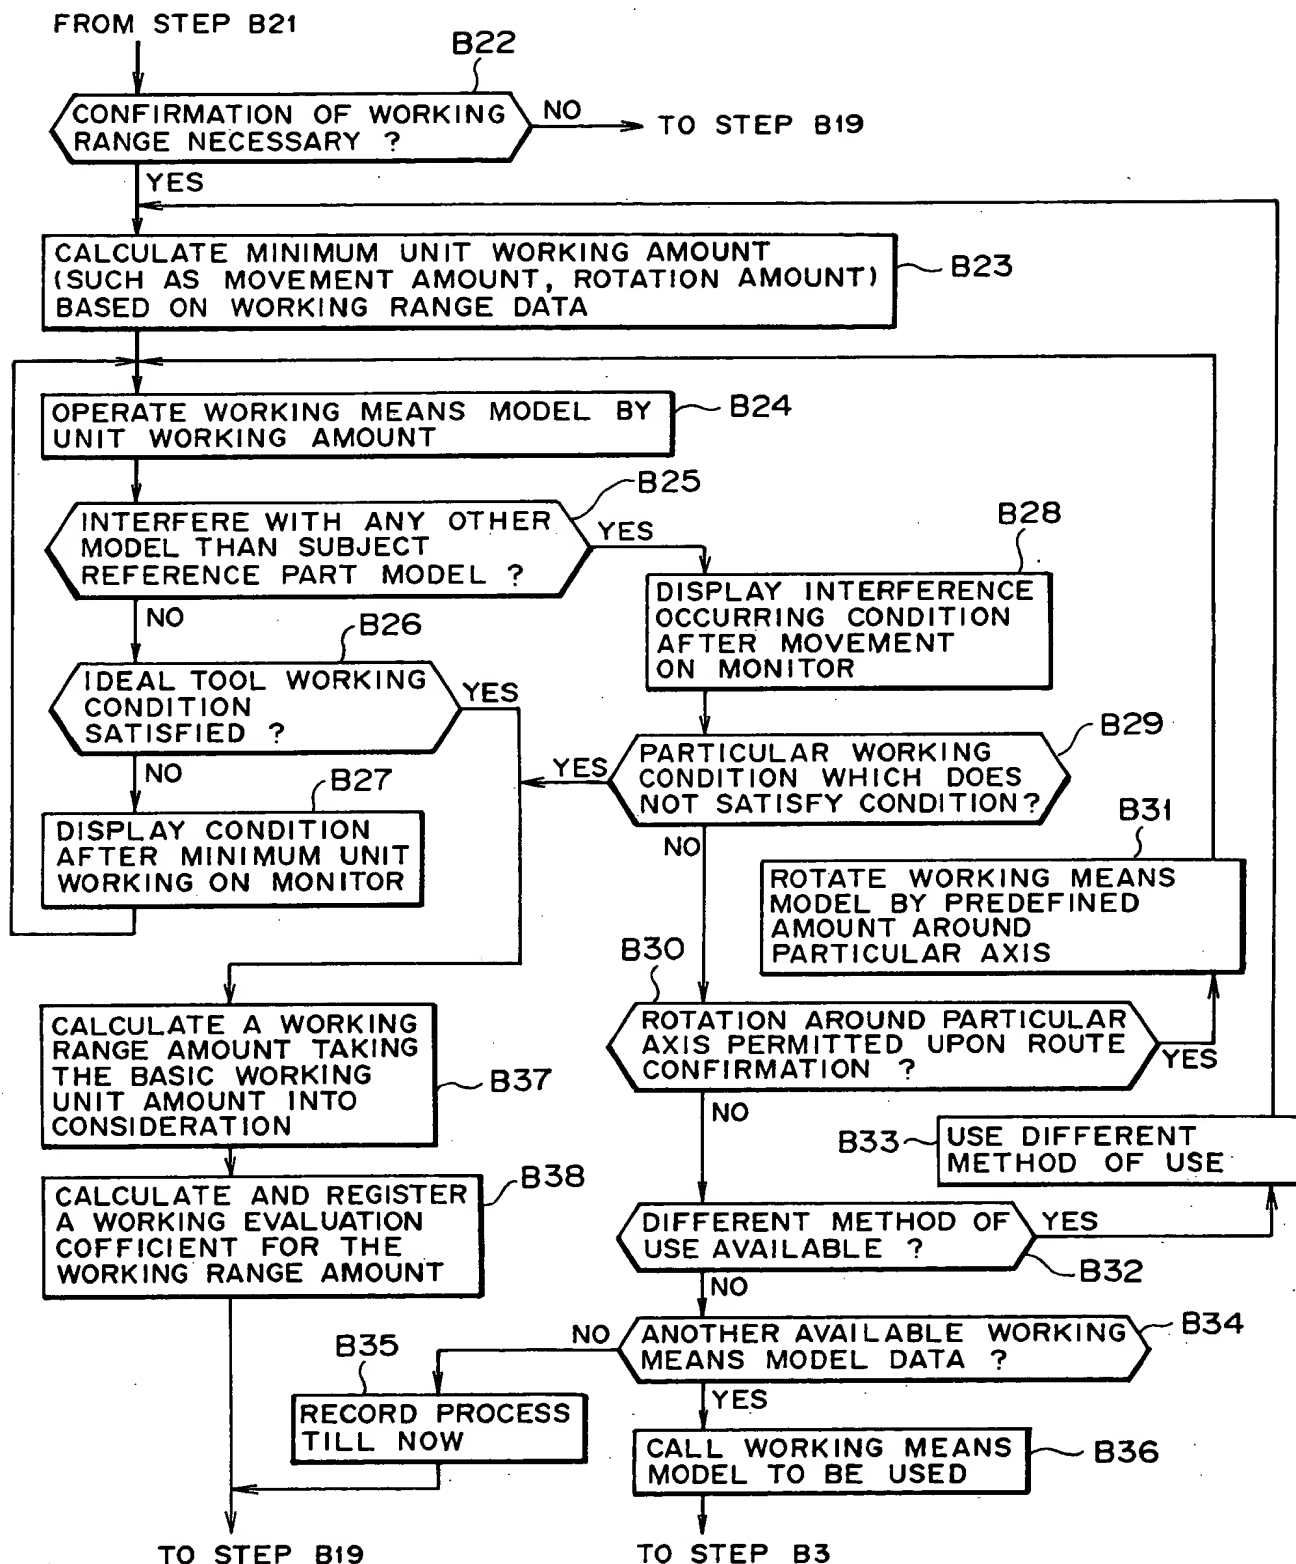 FROM STEP B21
B22
CONFIRMATION OF WORKING
RANGE NECESSARY ?
NO
TO STEP B19
YES
CALCULATE MINIMUM UNIT WORKING AMOUNT
(SUCH AS MOVEMENT AMOUNT, ROTATION AMOUNT)
BASED ON WORKING RANGE DATA
B23
OPERATE WORKING MEANS MODEL BY
UNIT WORKING AMOUNT
B24
B25
INTERFERE WITH ANY OTHER
MODEL THAN SUBJECT
REFERENCE PART MODEL ?
YES
NO
B28
DISPLAY INTERFERENCE
OCCURRING CONDITION
AFTER MOVEMENT
ON MONITOR
B26
IDEAL TOOL WORKING
CONDITION
SATISFIED ?
YES
NO
B29
PARTICULAR WORKING
CONDITION WHICH DOES
NOT SATISFY CONDITION?
YES
NO
B27
DISPLAY CONDITION
AFTER MINIMUM UNIT
WORKING ON MONITOR
B31
ROTATE WORKING MEANS
MODEL BY PREDEFINED
AMOUNT AROUND
PARTICULAR AXIS
B30
ROTATION AROUND PARTICULAR
AXIS PERMITTED UPON ROUTE
CONFIRMATION ?
YES
NO
CALCULATE A WORKING
RANGE AMOUNT TAKING
THE BASIC WORKING
UNIT AMOUNT INTO
CONSIDERATION
B37
B33
USE DIFFERENT
METHOD OF USE
CALCULATE AND REGISTER
A WORKING EVALUATION
COFFICIENT FOR THE
WORKING RANGE AMOUNT
B38
DIFFERENT METHOD OF
USE AVAILABLE ?
YES
B32
NO
ANOTHER AVAILABLE WORKING
MEANS MODEL DATA ?
B34
NO
YES
B35
RECORD PROCESS
TILL NOW
CALL WORKING MEANS
MODEL TO BE USED
B36
TO STEP B19
TO STEP B3